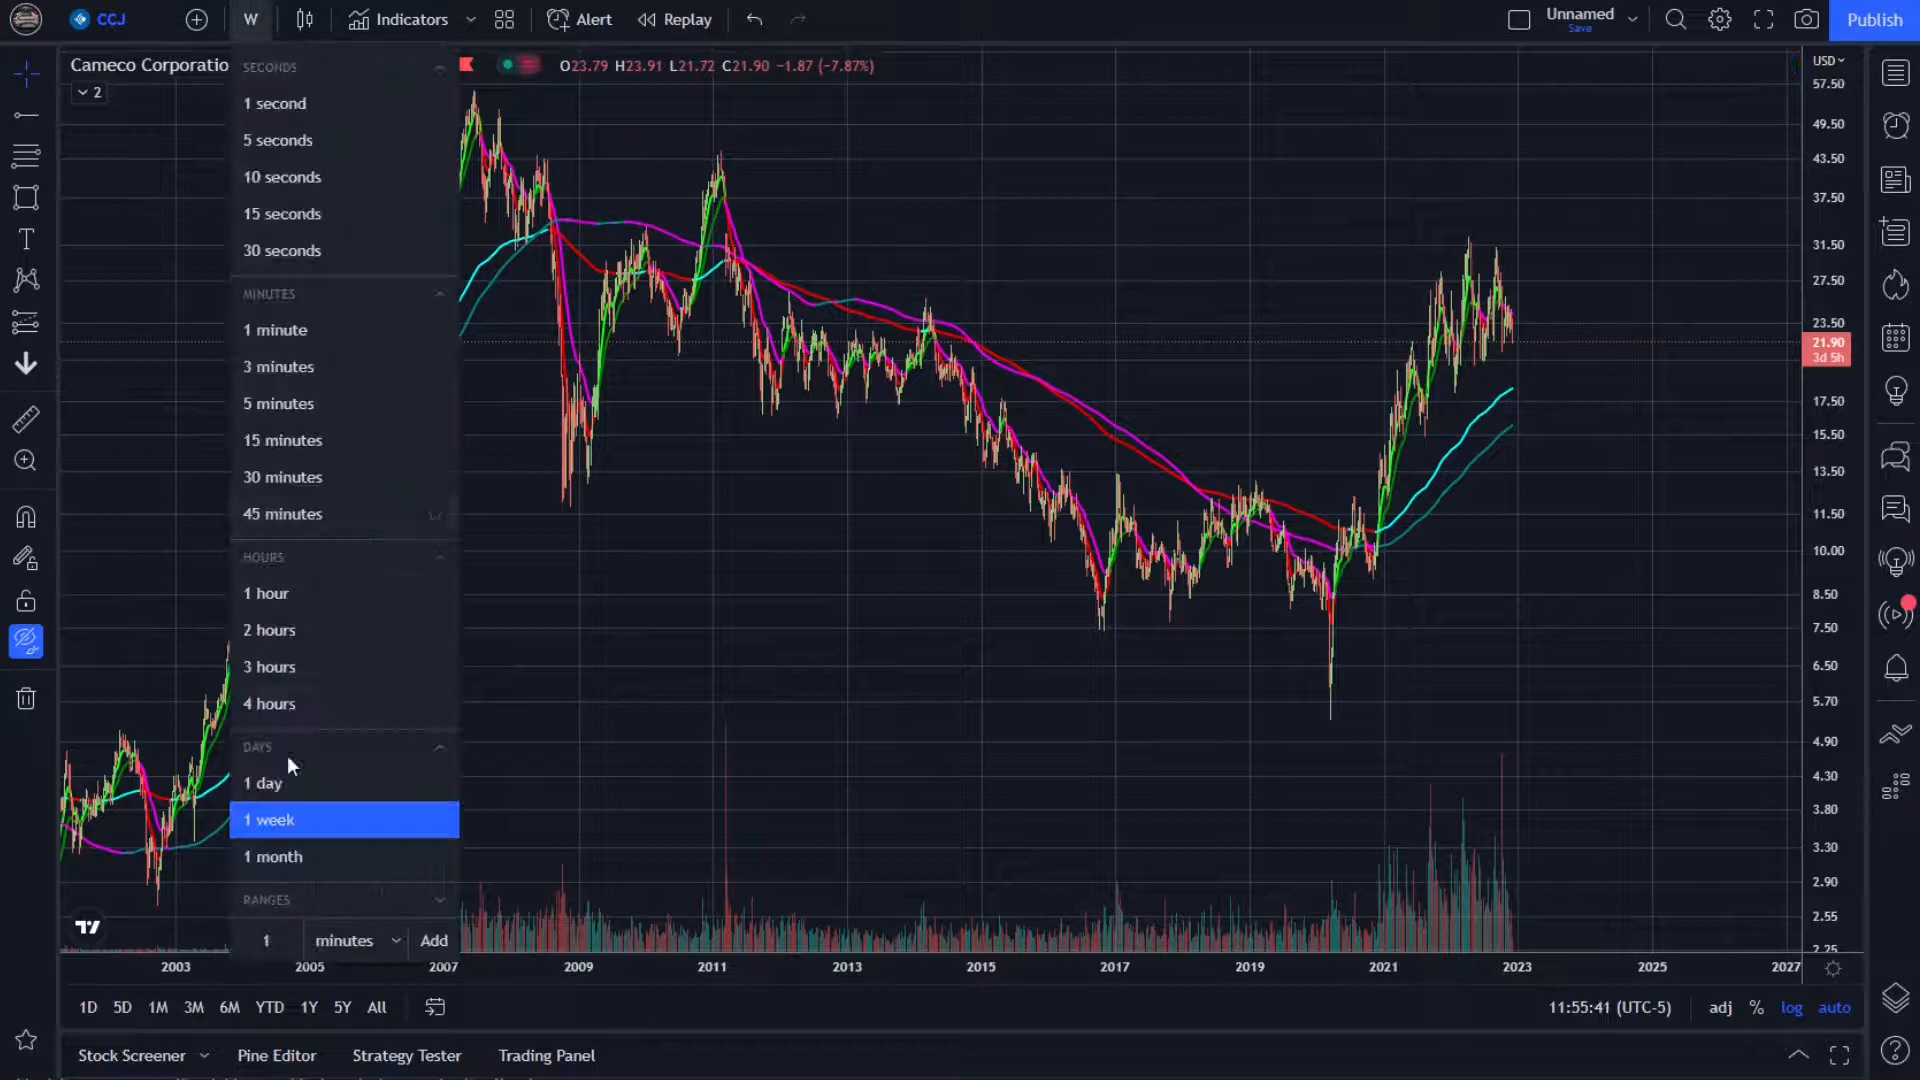 CCJ
W
Indicators
Alert
Replay
Unnamed
Save
Publish
Cameco Corporatio
2
O23.79 H23.91 L21.72 C21.90 −1.87 (−7.87%)
USD
SECONDS
1 second
5 seconds
10 seconds
15 seconds
30 seconds
MINUTES
1 minute
3 minutes
5 minutes
15 minutes
30 minutes
45 minutes
HOURS
1 hour
2 hours
3 hours
4 hours
DAYS
1 day
1 week
1 month
RANGES
1 minutes Add
57.50
49.50
43.50
37.50
31.50
27.50
23.50
21.90
3d 5h
17.50
15.50
13.50
11.50
10.00
8.50
7.50
6.50
5.70
4.90
4.30
3.80
3.30
2.90
2.55
2.25
2003 2005 2007 2009 2011 2013 2015 2017 2019 2021 2023 2025 2027
1D 5D 1M 3M 6M YTD 1Y 5Y All
11:55:41 (UTC-5) adj % log auto
Stock Screener Pine Editor Strategy Tester Trading Panel